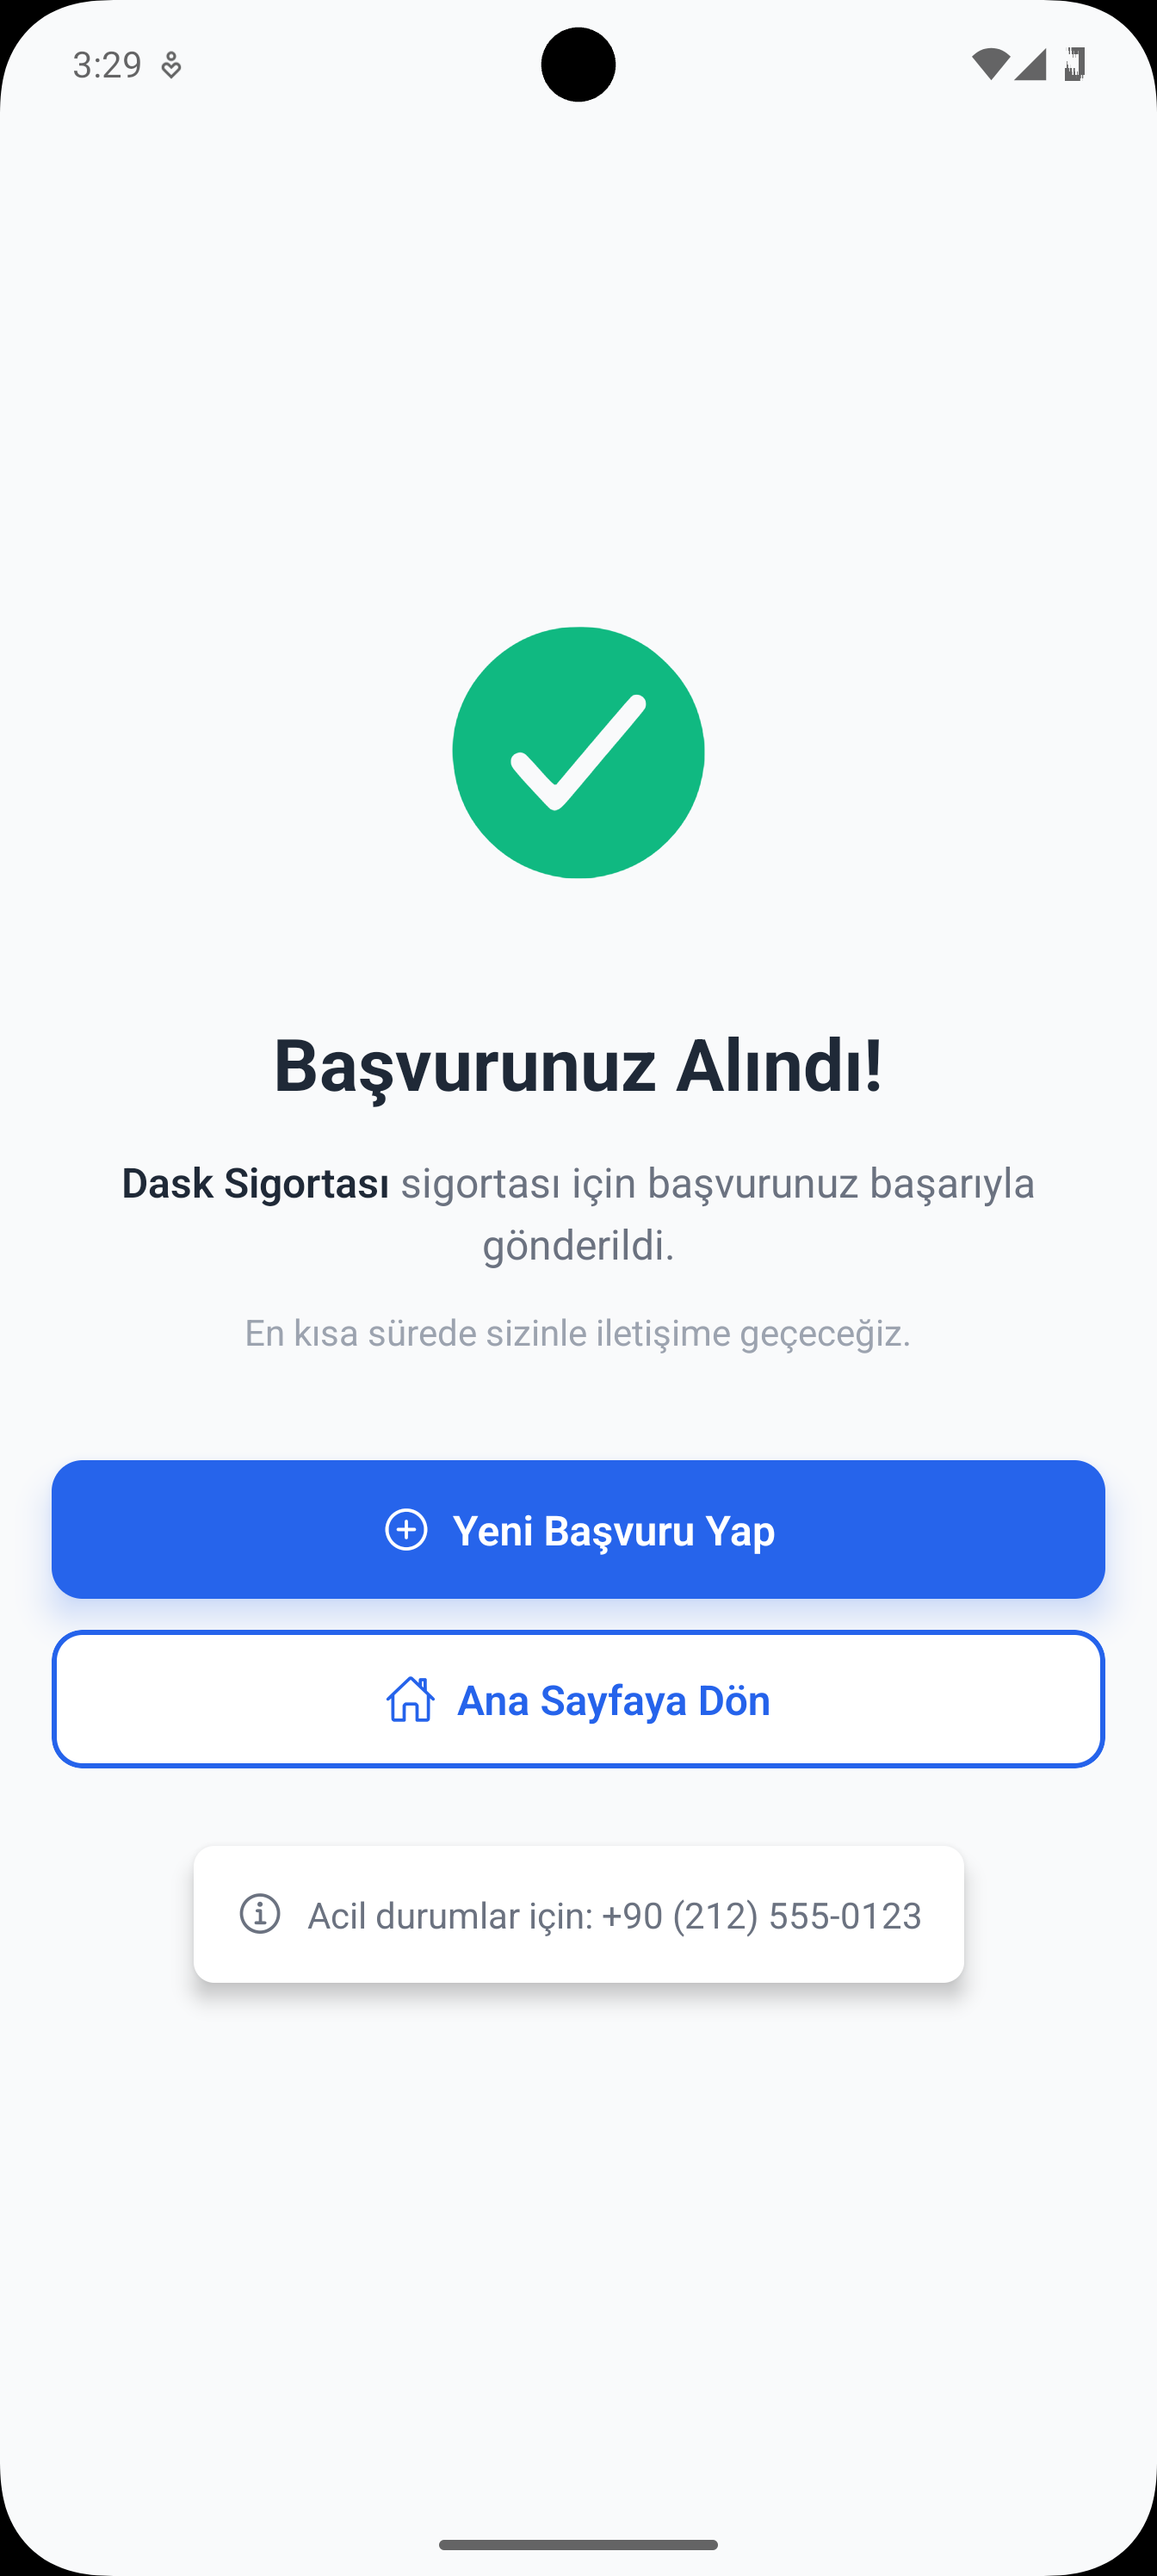 3:29
Başvurunuz Alındı!
Dask Sigortası sigortası için başvurunuz başarıyla
gönderildi.
En kısa sürede sizinle iletişime geçeceğiz.
Yeni Başvuru Yap
Ana Sayfaya Dön
Acil durumlar için: +90 (212) 555-0123